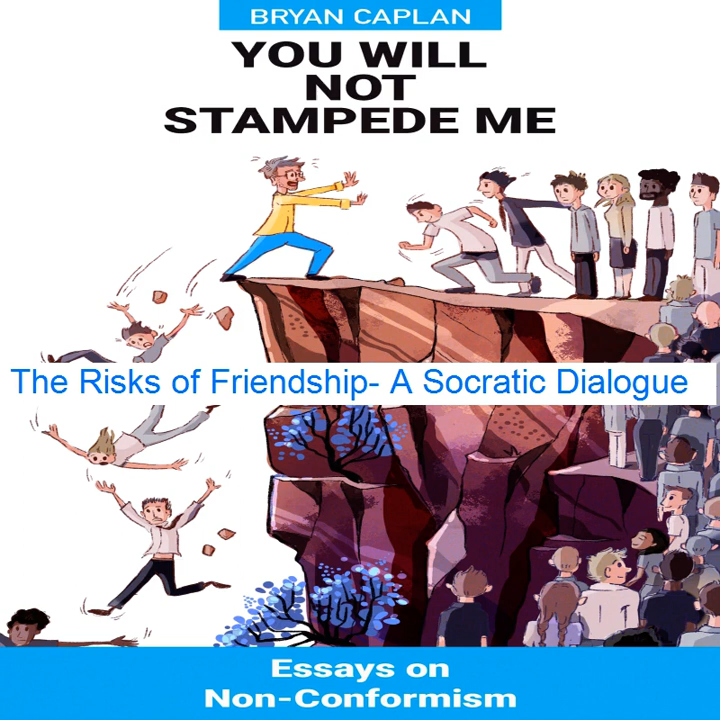 BRYAN CAPLAN
YOU WILL
NOT
STAMPEDE ME
The Risks of Friendship- A Socratic Dialogue
Essays on
Non-Conformism